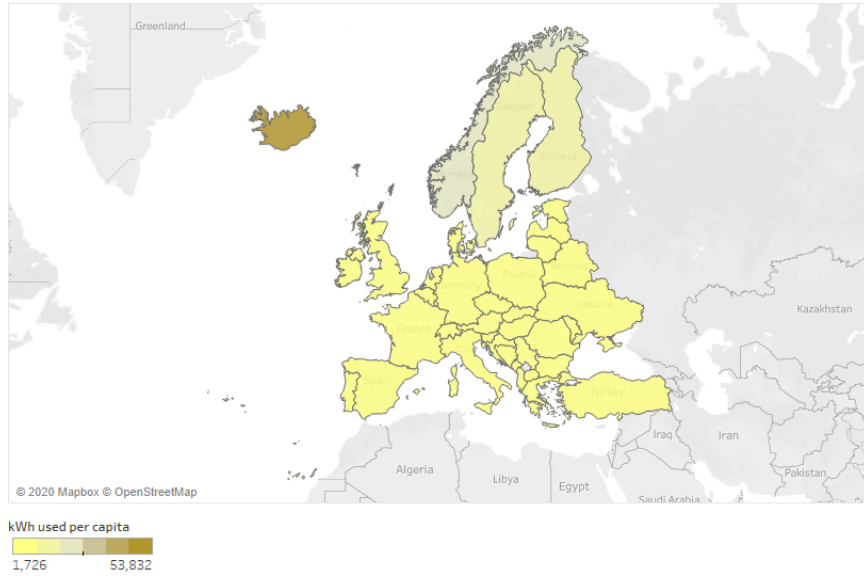 Greenland
Sweden
Finland
Norway
Belarus
Poland
Germany
Ukraine
Kazakhstan
France
Italy
Spain
Turkey
Iraq
Iran
Algeria
Libya
Egypt
Pakistan
Saudi Arabia
© 2020 Mapbox © OpenStreetMap
kWh used per capita
1,726 53,832